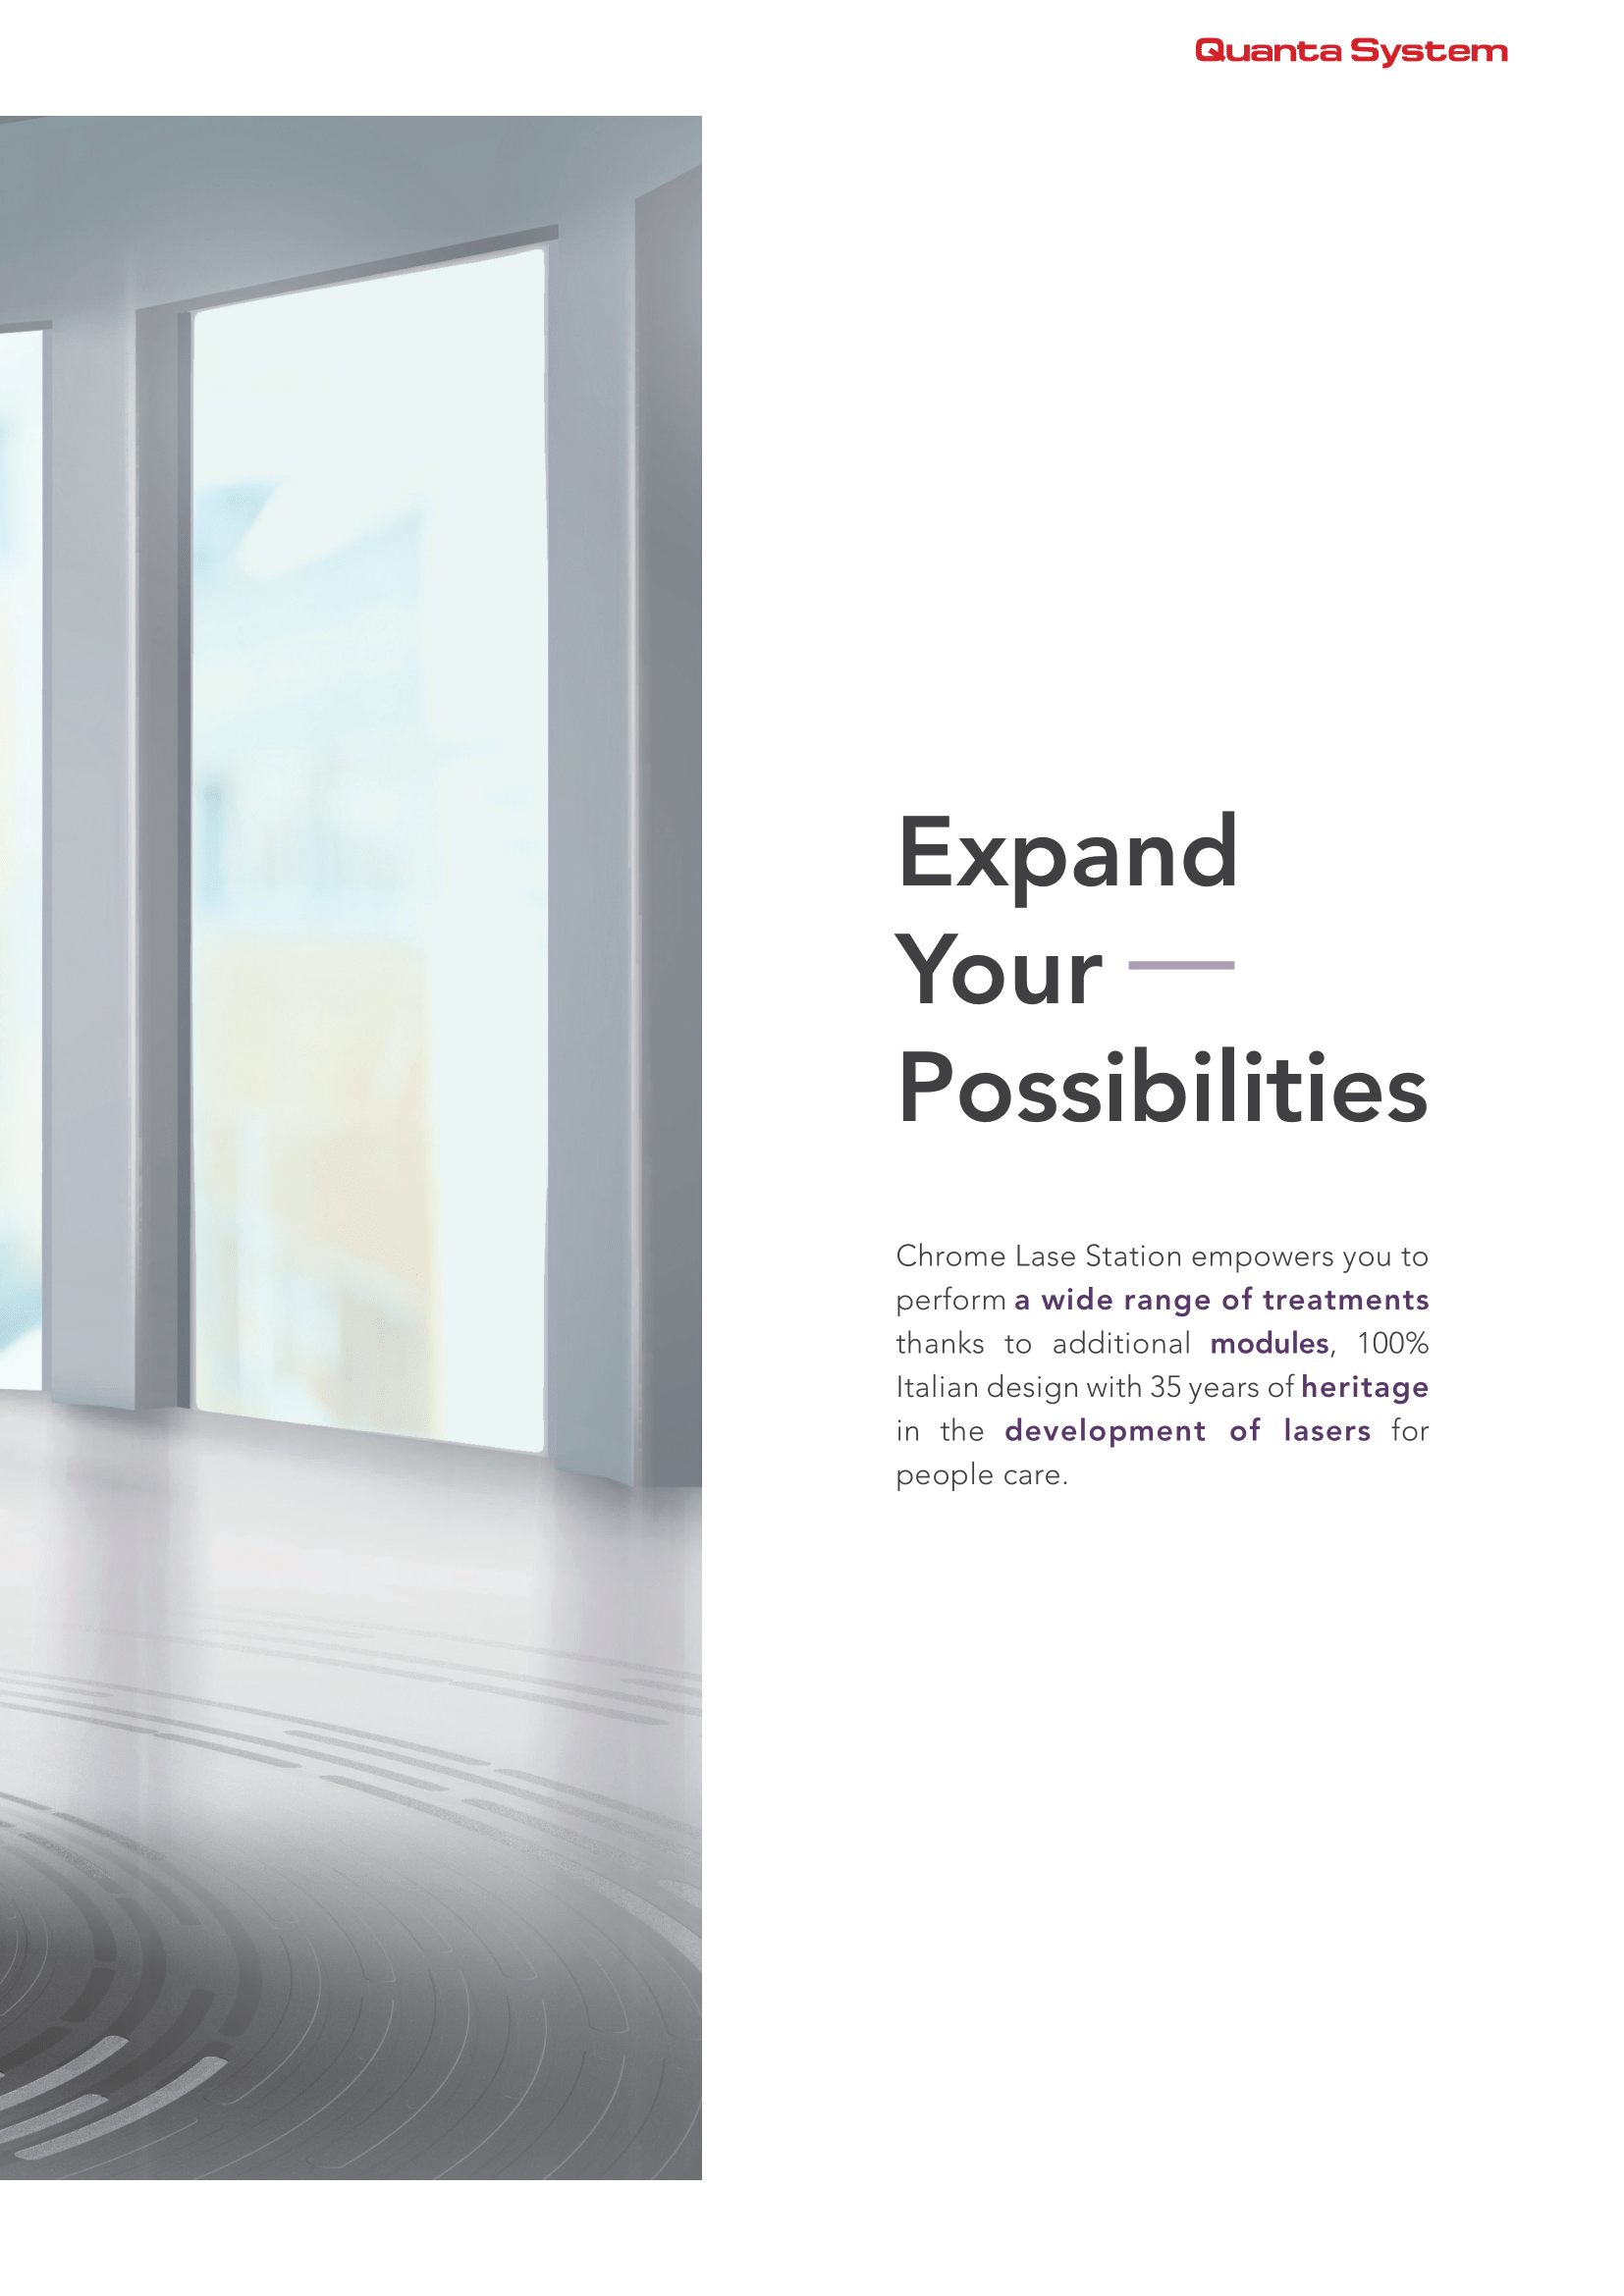 Quanta System
Expand
Your
Possibilities
Chrome Lase Station empowers you to
perform a wide range of treatments
thanks to additional modules, 100%
Italian design with 35 years of heritage
in the development of lasers for
people care.